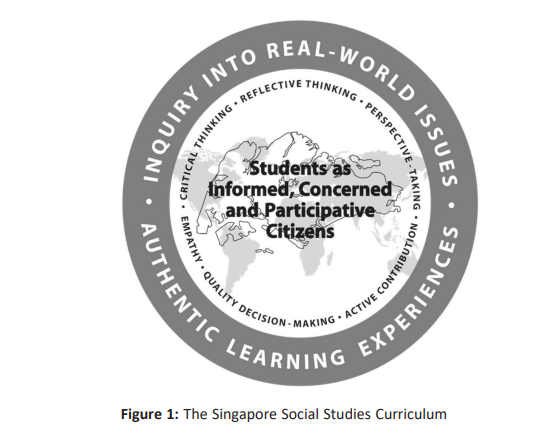 • INQUIRY INTO REAL-WORLD ISSUES •
• CRITICAL THINKING • REFLECTIVE THINKING • PERSPECTIVE-TAKING •
Students as
Informed, Concerned
and Participative
Citizens
EMPATHY • QUALITY DECISION-MAKING • ACTIVE CONTRIBUTION
AUTHENTIC LEARNING EXPERIENCES
Figure 1: The Singapore Social Studies Curriculum